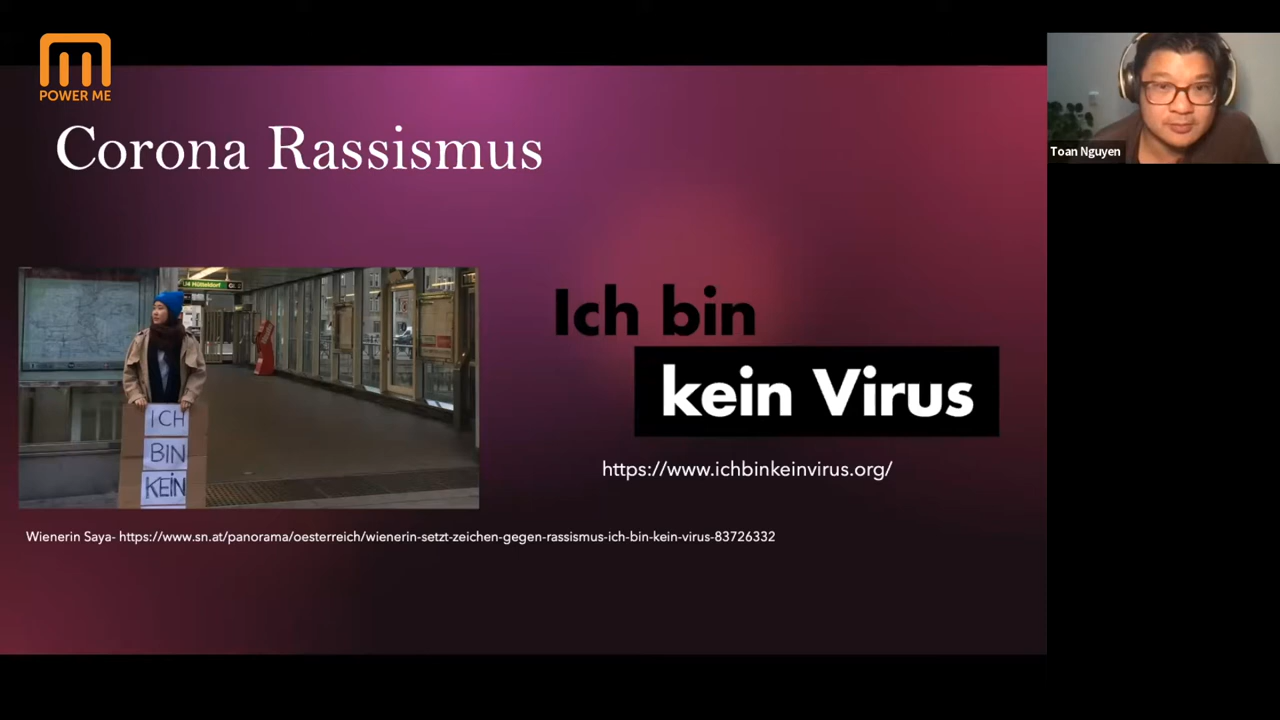 POWER ME
Corona Rassismus
Toan Nguyen
ICH
BIN
KEIN
Ich bin
kein Virus
https://www.ichbinkeinvirus.org/
Wienerin Saya- https://www.sn.at/panorama/oesterreich/wienerin-setzt-zeichen-gegen-rassismus-ich-bin-kein-virus-83726332